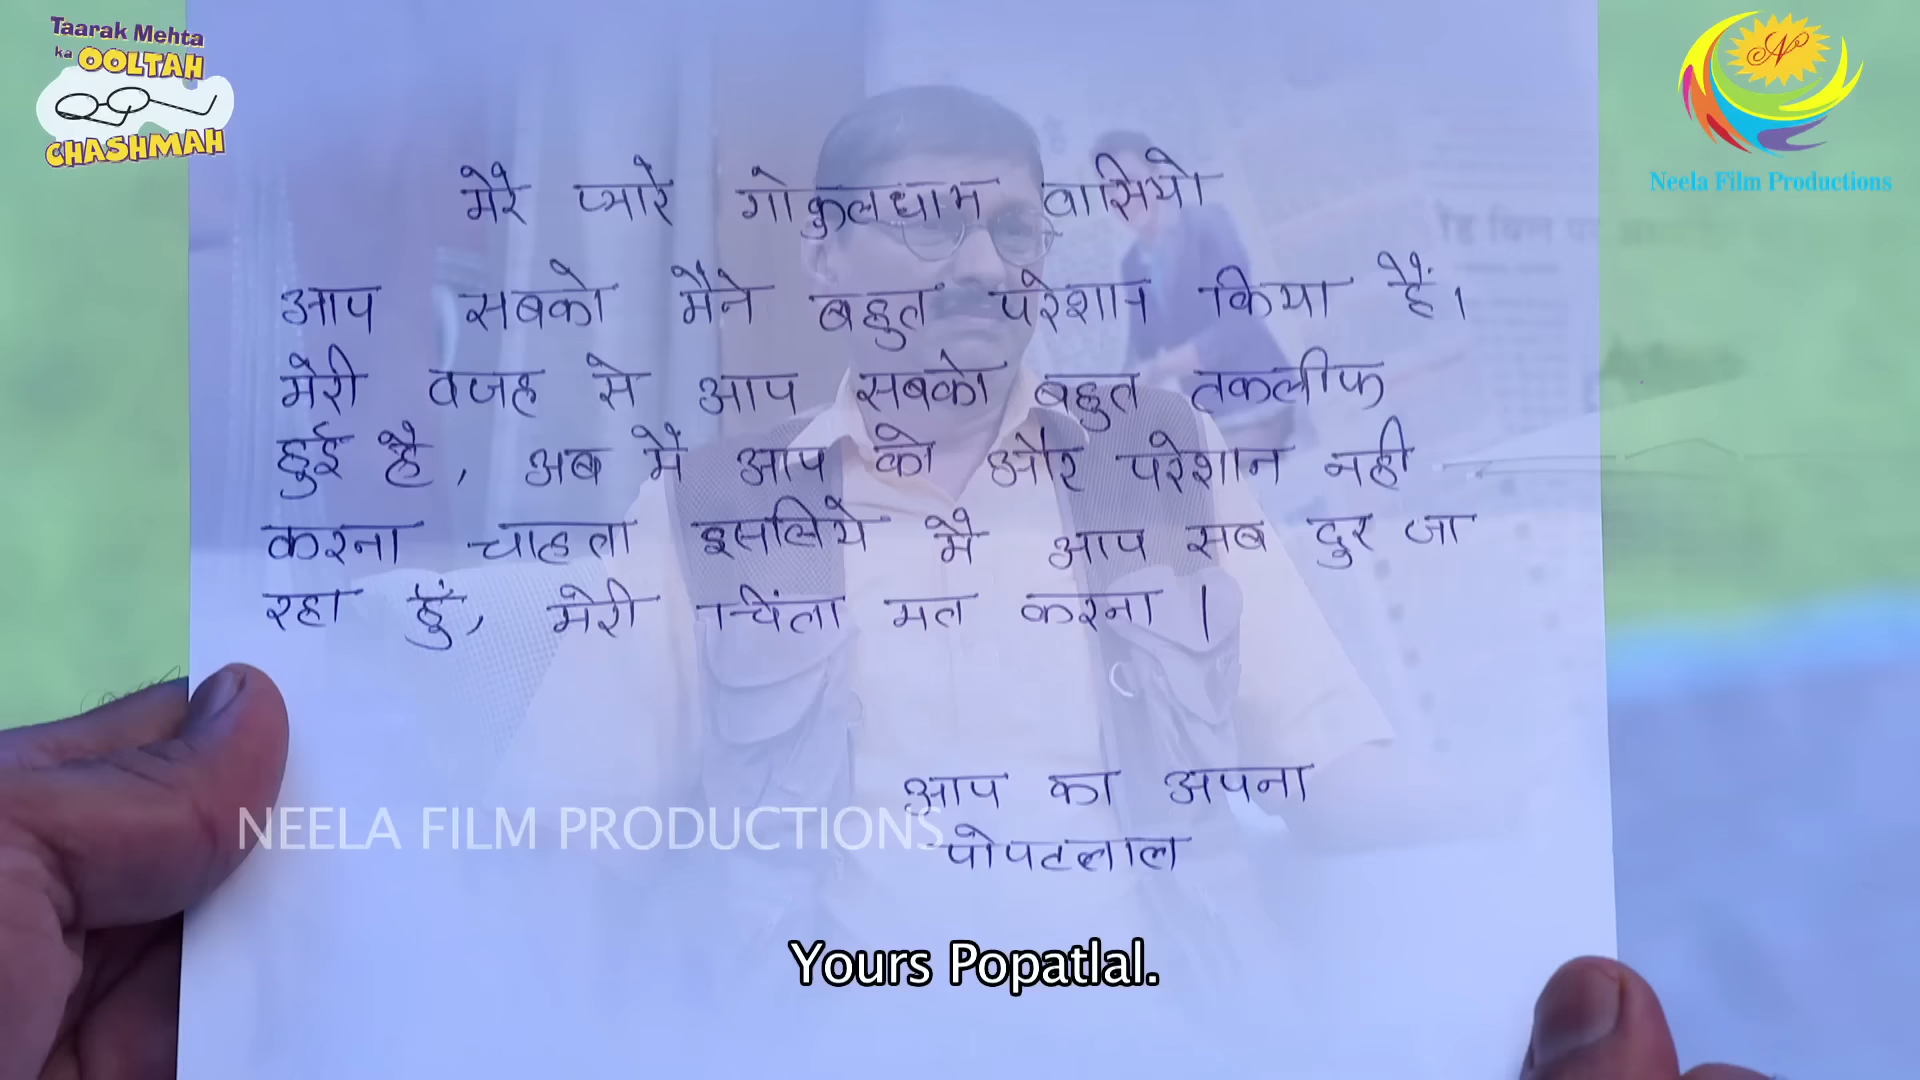 Taarak Mehta
ka OOLTAH
CHASHMAH
N
Neela Film Productions
मेरे प्यारे गोकुलधाम वासियो
आप सबको मैंने बहुत परेशान किया हैं।
मेरी वजह से आप सबको बहुत तकलीफ
हुई है, अब मैं आप को और परेशान नही
करना चाहता इसलिये मै आप सब दुर जा
रहा हुँ, मेरी चिंता मत करना |
आप का अपना
पोपटलाल
NEELA FILM PRODUCTIONS
Yours Popatlal.